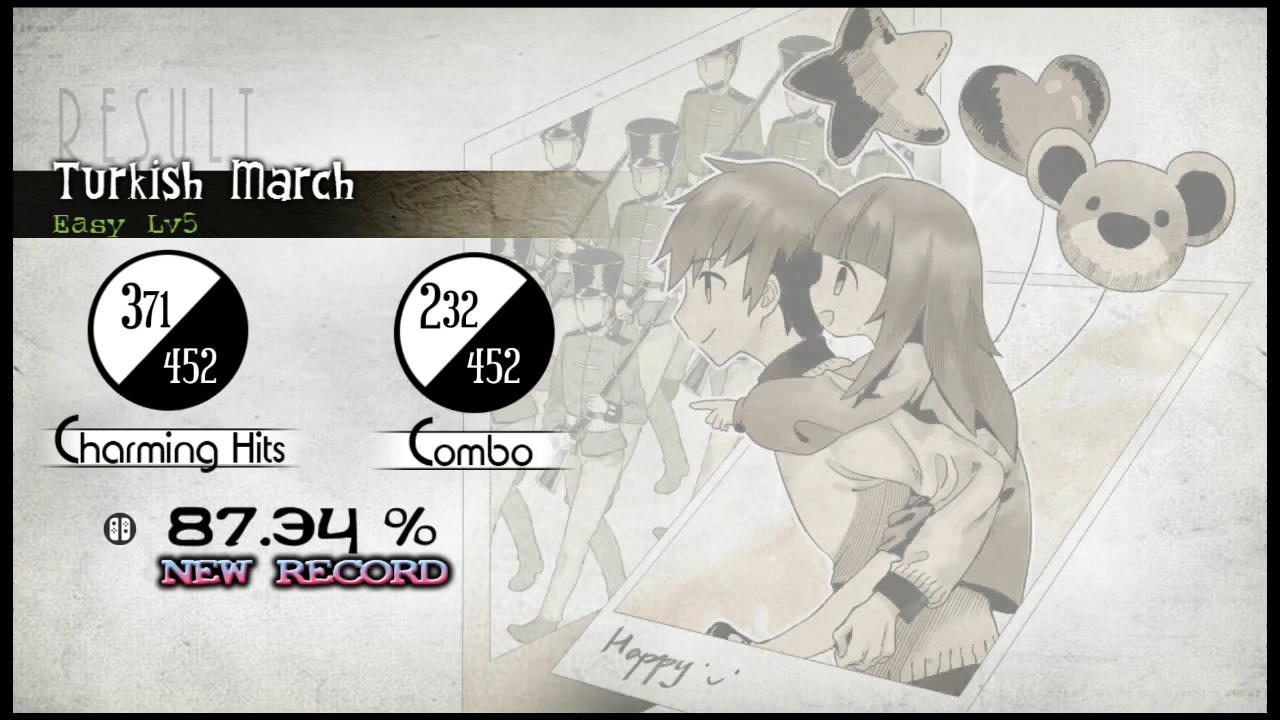 RESULT
Turkish March
Easy Lv5
371
452
Charming Hits
232
452
Combo
87.34 %
NEW RECORD
Happy